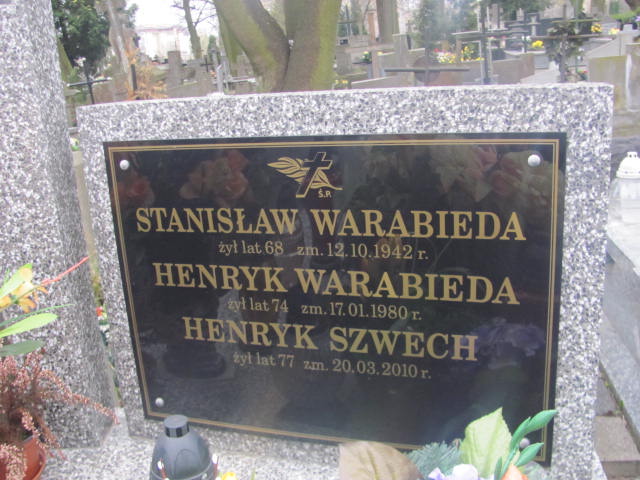 Ś.P.
STANISŁAW WARABIEDA
żył lat 68 zm. 12.10.1942 r.
HENRYK WARABIEDA
żył lat 74 zm. 17.01.1980 r.
HENRYK SZWECH
żył lat 77 zm. 20.03.2010 r.